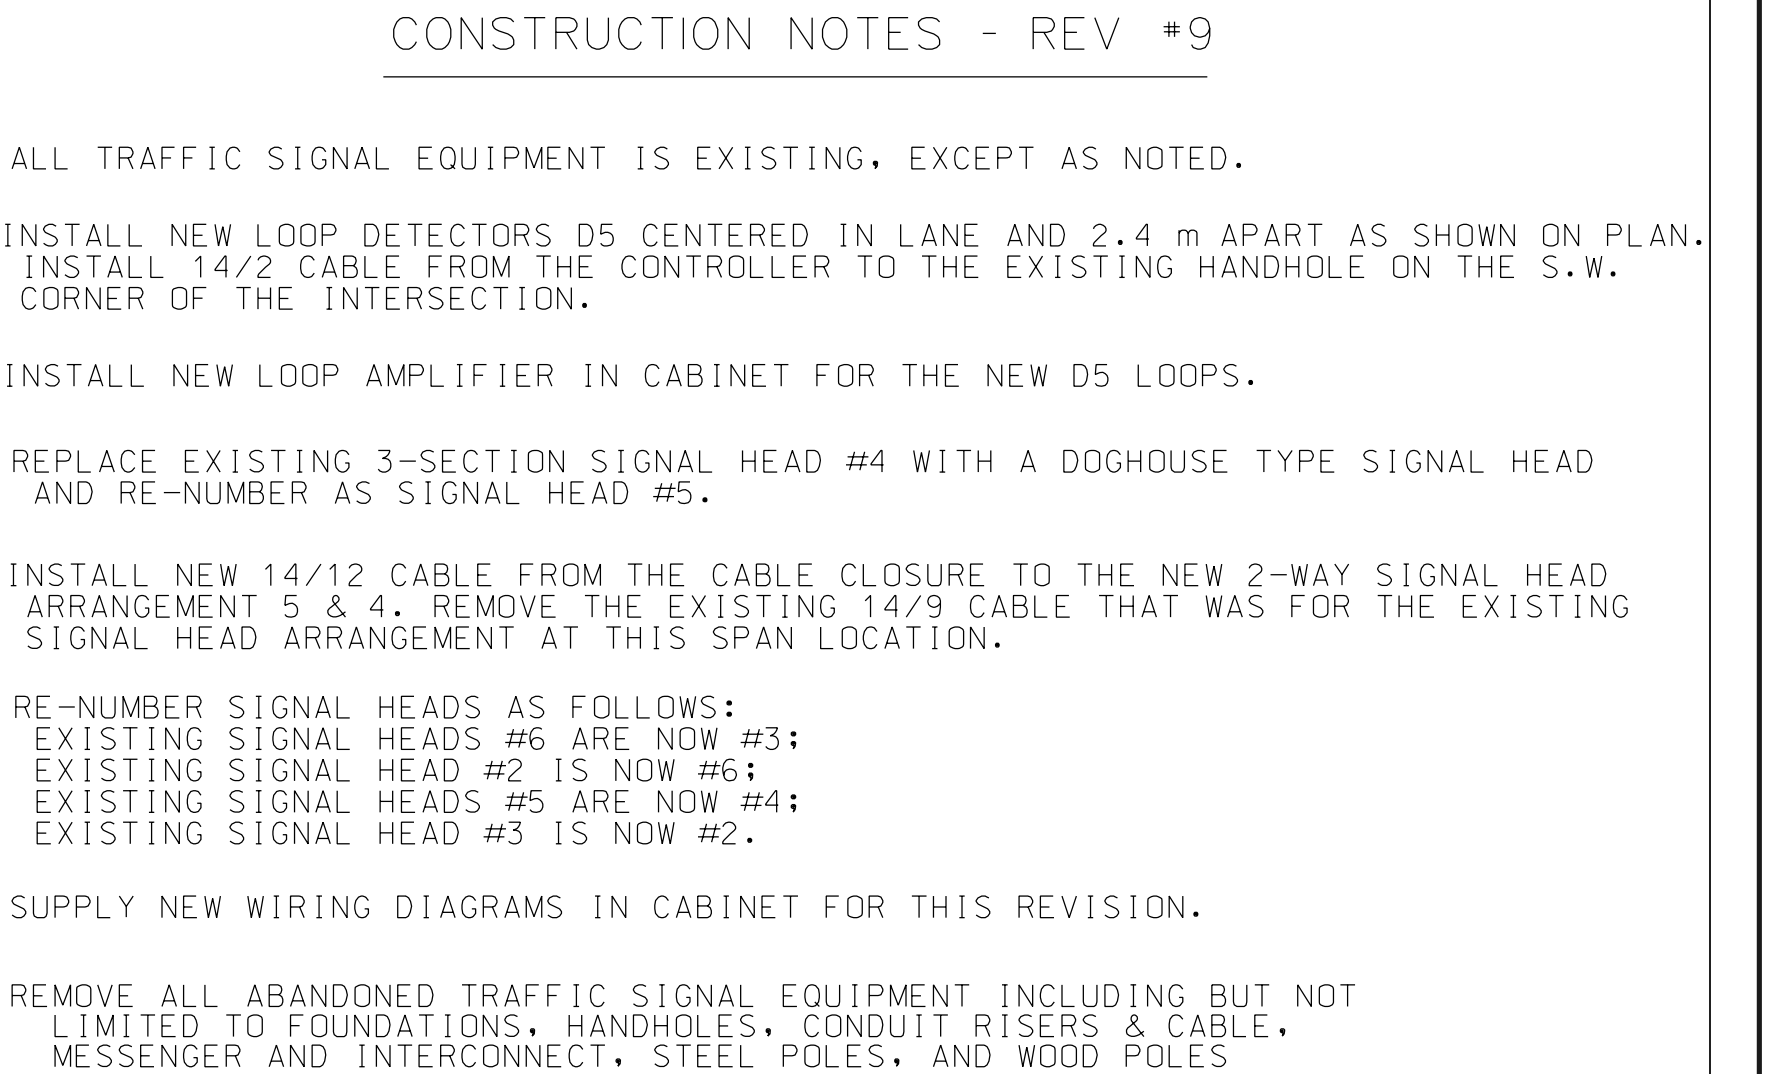 CONSTRUCTION NOTES - REV #9
ALL TRAFFIC SIGNAL EQUIPMENT IS EXISTING, EXCEPT AS NOTED.
INSTALL NEW LOOP DETECTORS D5 CENTERED IN LANE AND 2.4 m APART AS SHOWN ON PLAN.
INSTALL 14/2 CABLE FROM THE CONTROLLER TO THE EXISTING HANDHOLE ON THE S.W.
CORNER OF THE INTERSECTION.
INSTALL NEW LOOP AMPLIFIER IN CABINET FOR THE NEW D5 LOOPS.
REPLACE EXISTING 3-SECTION SIGNAL HEAD #4 WITH A DOGHOUSE TYPE SIGNAL HEAD
AND RE-NUMBER AS SIGNAL HEAD #5.
INSTALL NEW 14/12 CABLE FROM THE CABLE CLOSURE TO THE NEW 2-WAY SIGNAL HEAD
ARRANGEMENT 5 & 4. REMOVE THE EXISTING 14/9 CABLE THAT WAS FOR THE EXISTING
SIGNAL HEAD ARRANGEMENT AT THIS SPAN LOCATION.
RE-NUMBER SIGNAL HEADS AS FOLLOWS:
EXISTING SIGNAL HEADS #6 ARE NOW #3;
EXISTING SIGNAL HEAD #2 IS NOW #6;
EXISTING SIGNAL HEADS #5 ARE NOW #4;
EXISTING SIGNAL HEAD #3 IS NOW #2.
SUPPLY NEW WIRING DIAGRAMS IN CABINET FOR THIS REVISION.
REMOVE ALL ABANDONED TRAFFIC SIGNAL EQUIPMENT INCLUDING BUT NOT
LIMITED TO FOUNDATIONS, HANDHOLES, CONDUIT RISERS & CABLE,
MESSENGER AND INTERCONNECT, STEEL POLES, AND WOOD POLES